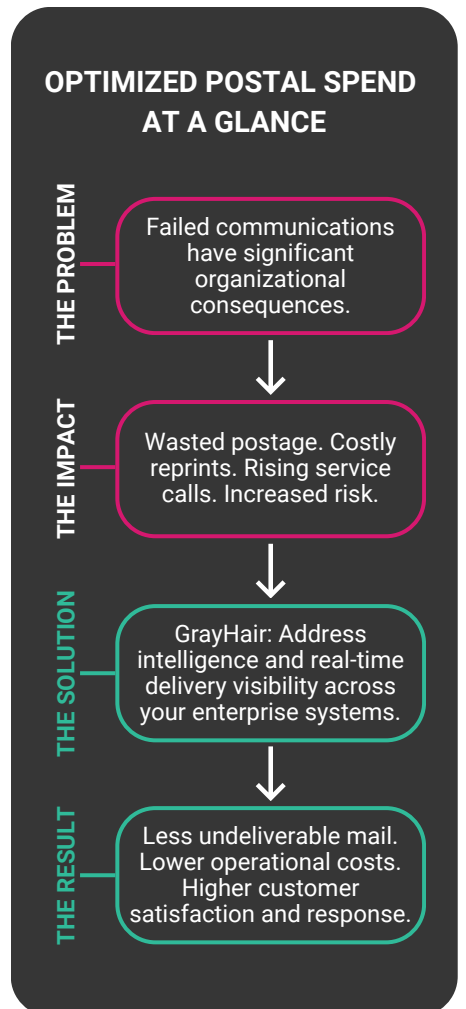 OPTIMIZED POSTAL SPEND
AT A GLANCE
THE PROBLEM
Failed communications
have significant
organizational
consequences.
THE IMPACT
Wasted postage. Costly
reprints. Rising service
calls. Increased risk.
THE SOLUTION
GrayHair: Address
intelligence and real-time
delivery visibility across
your enterprise systems.
THE RESULT
Less undeliverable mail.
Lower operational costs.
Higher customer
satisfaction and response.